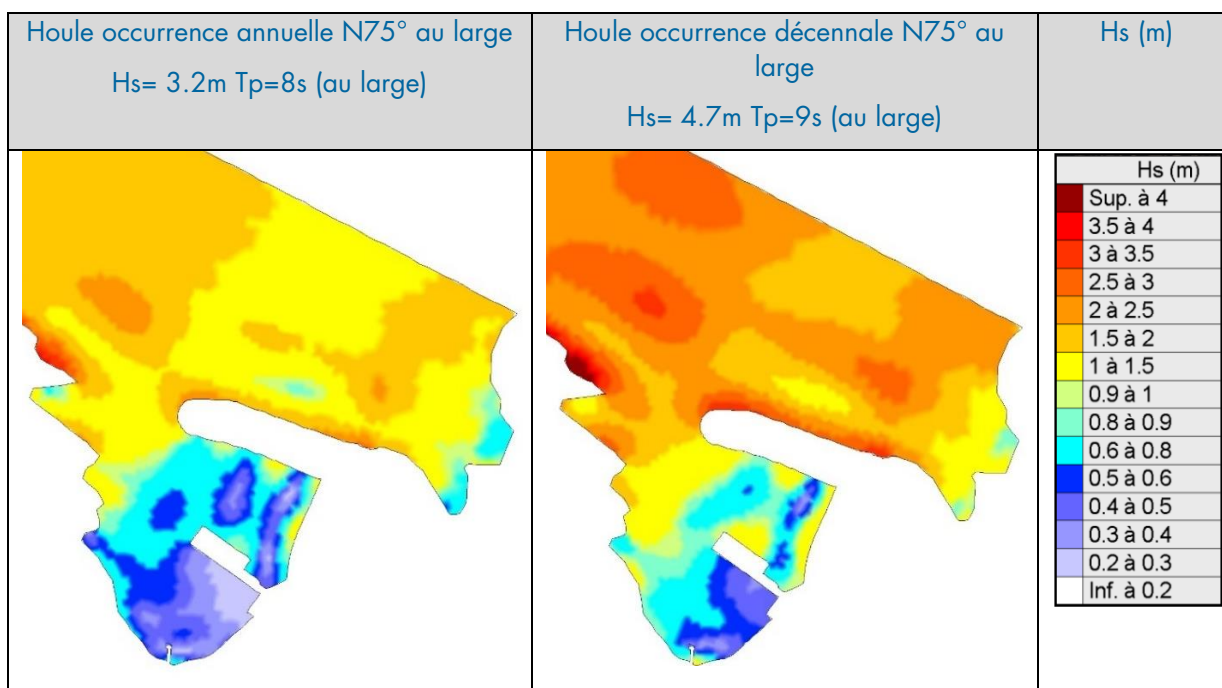 Houle occurrence annuelle N75° au large
Hs= 3.2m Tp=8s (au large)
Houle occurrence décennale N75° au
large
Hs= 4.7m Tp=9s (au large)
Hs (m)
Hs (m)
Sup. à 4
3.5 à 4
3 à 3.5
2.5 à 3
2 à 2.5
1.5 à 2
1 à 1.5
0.9 à 1
0.8 à 0.9
0.6 à 0.8
0.5 à 0.6
0.4 à 0.5
0.3 à 0.4
0.2 à 0.3
Inf. à 0.2